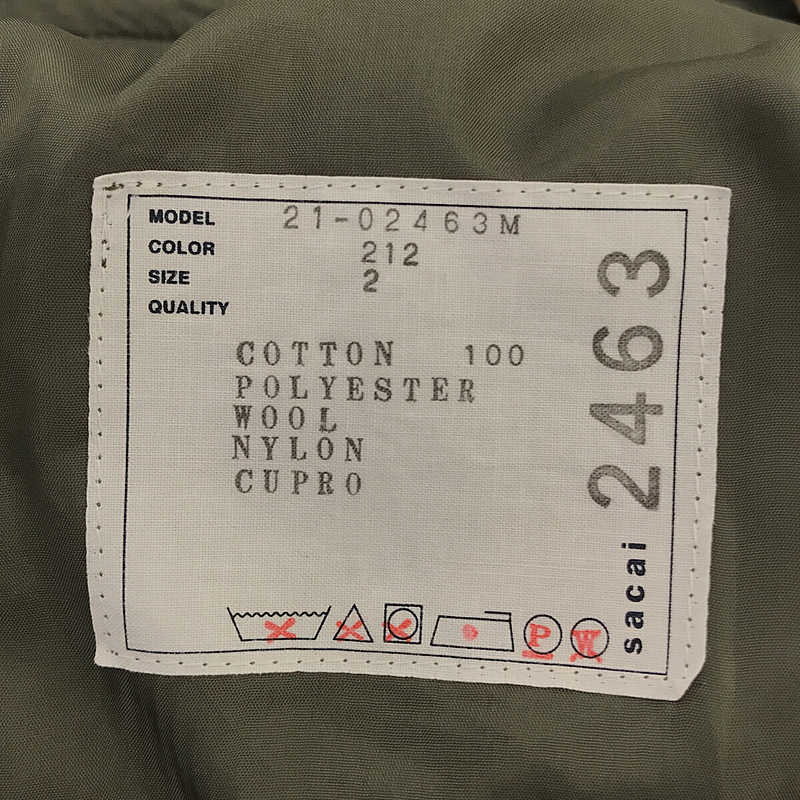 MODEL 21-02463M
COLOR 212
SIZE 2
QUALITY
COTTON 100
POLYESTER
WOOL
NYLON
CUPRO
P W
sacai 2463